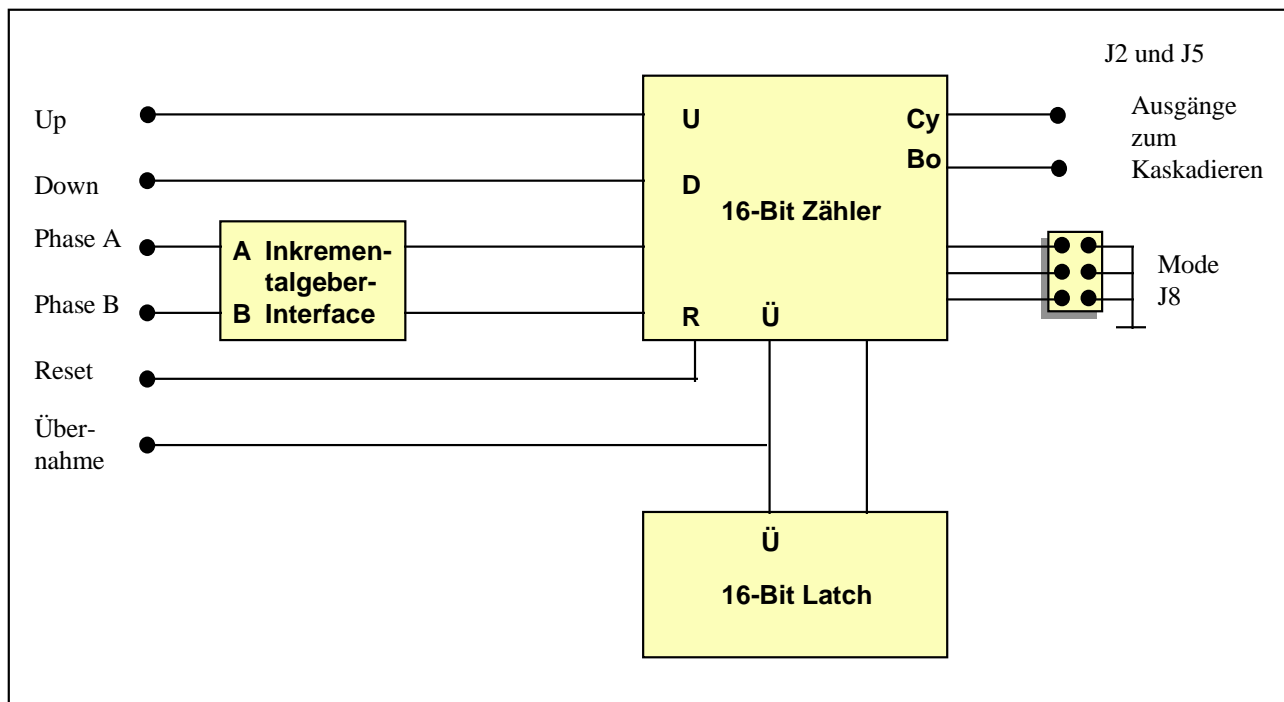 J2 und J5
Up
U
Cy
Ausgänge
zum
Kaskadieren
Bo
Down
D
16-Bit Zähler
Phase A
A Inkremen-
talgeber-
B Interface
Phase B
R
Ü
Mode
J8
Reset
Über-
nahme
Ü
16-Bit Latch